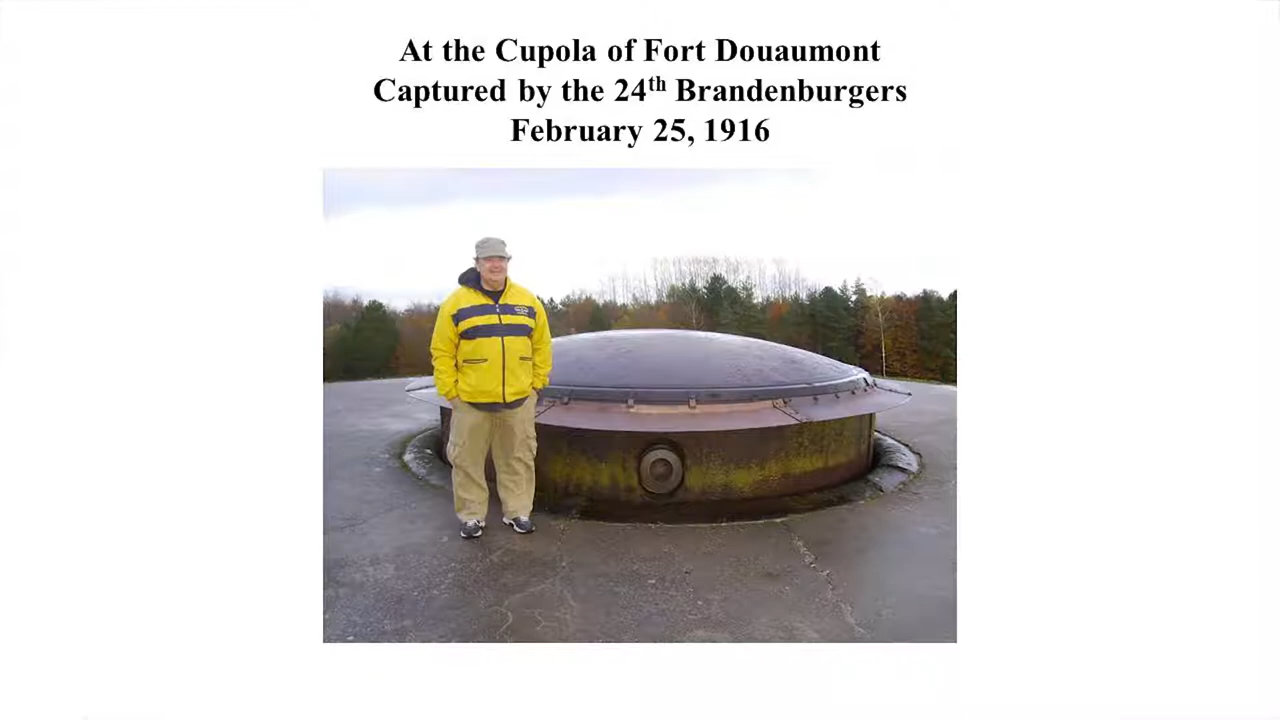 At the Cupola of Fort Douaumont
Captured by the 24th Brandenburgers
February 25, 1916